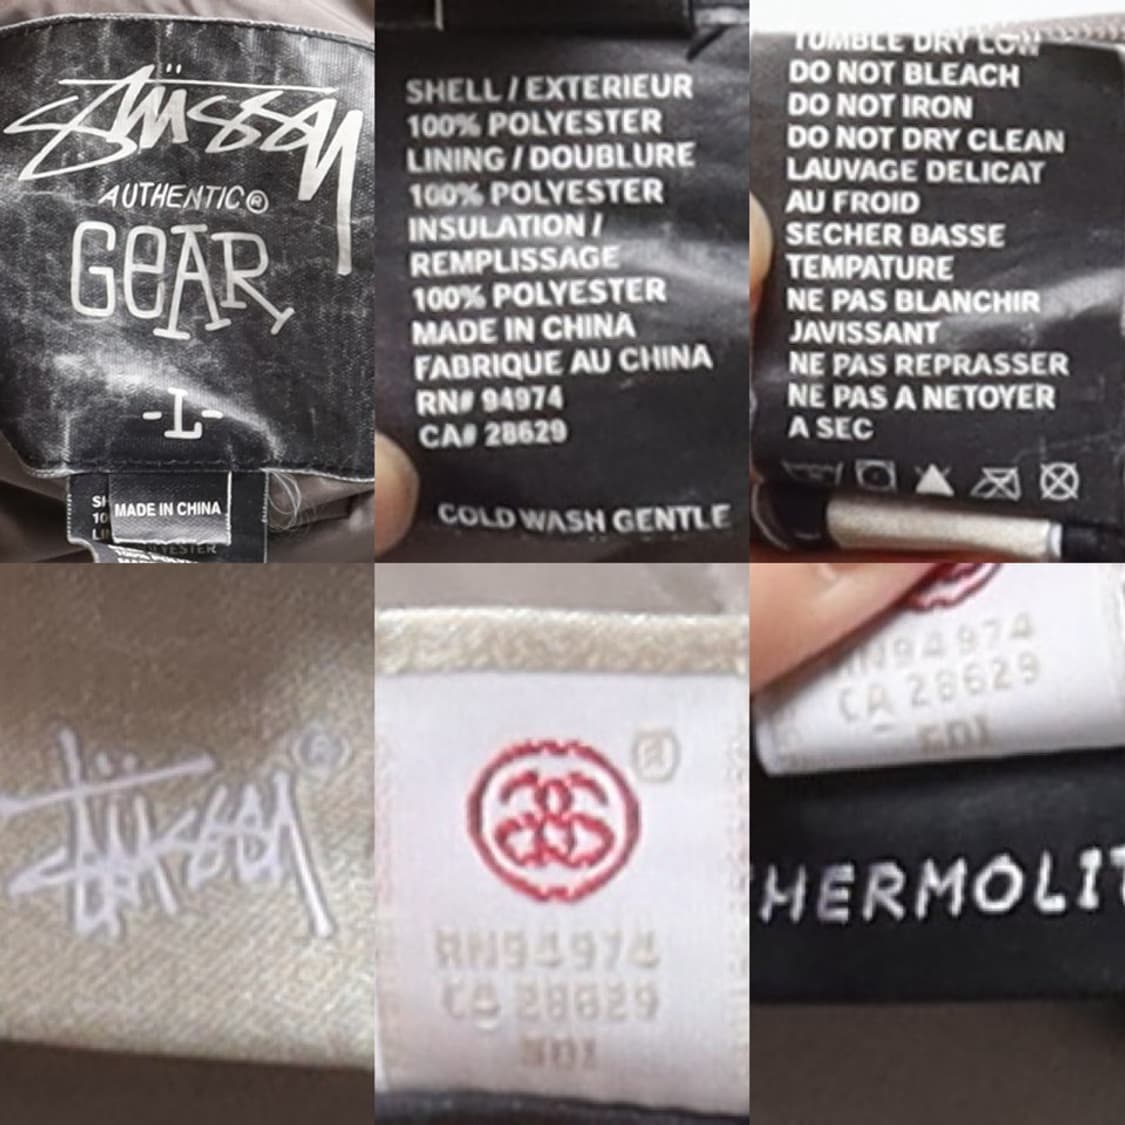 Stüssy
AUTHENTIC®
GEAR
-L-
MADE IN CHINA
SHELL / EXTERIEUR
100% POLYESTER
LINING / DOUBLURE
100% POLYESTER
INSULATION /
REMPLISSAGE
100% POLYESTER
MADE IN CHINA
FABRIQUE AU CHINA
RN# 94974
CA# 28629
COLD WASH GENTLE
TUMBLE DRY LOW
DO NOT BLEACH
DO NOT IRON
DO NOT DRY CLEAN
LAUVAGE DELICAT
AU FROID
SECHER BASSE
TEMPATURE
NE PAS BLANCHIR
JAVISSANT
NE PAS REPRASSER
NE PAS A NETOYER
A SEC
Stüssy ®
®
RN94974
CA 28629
RN94974
CA 28629
HERMOLIT